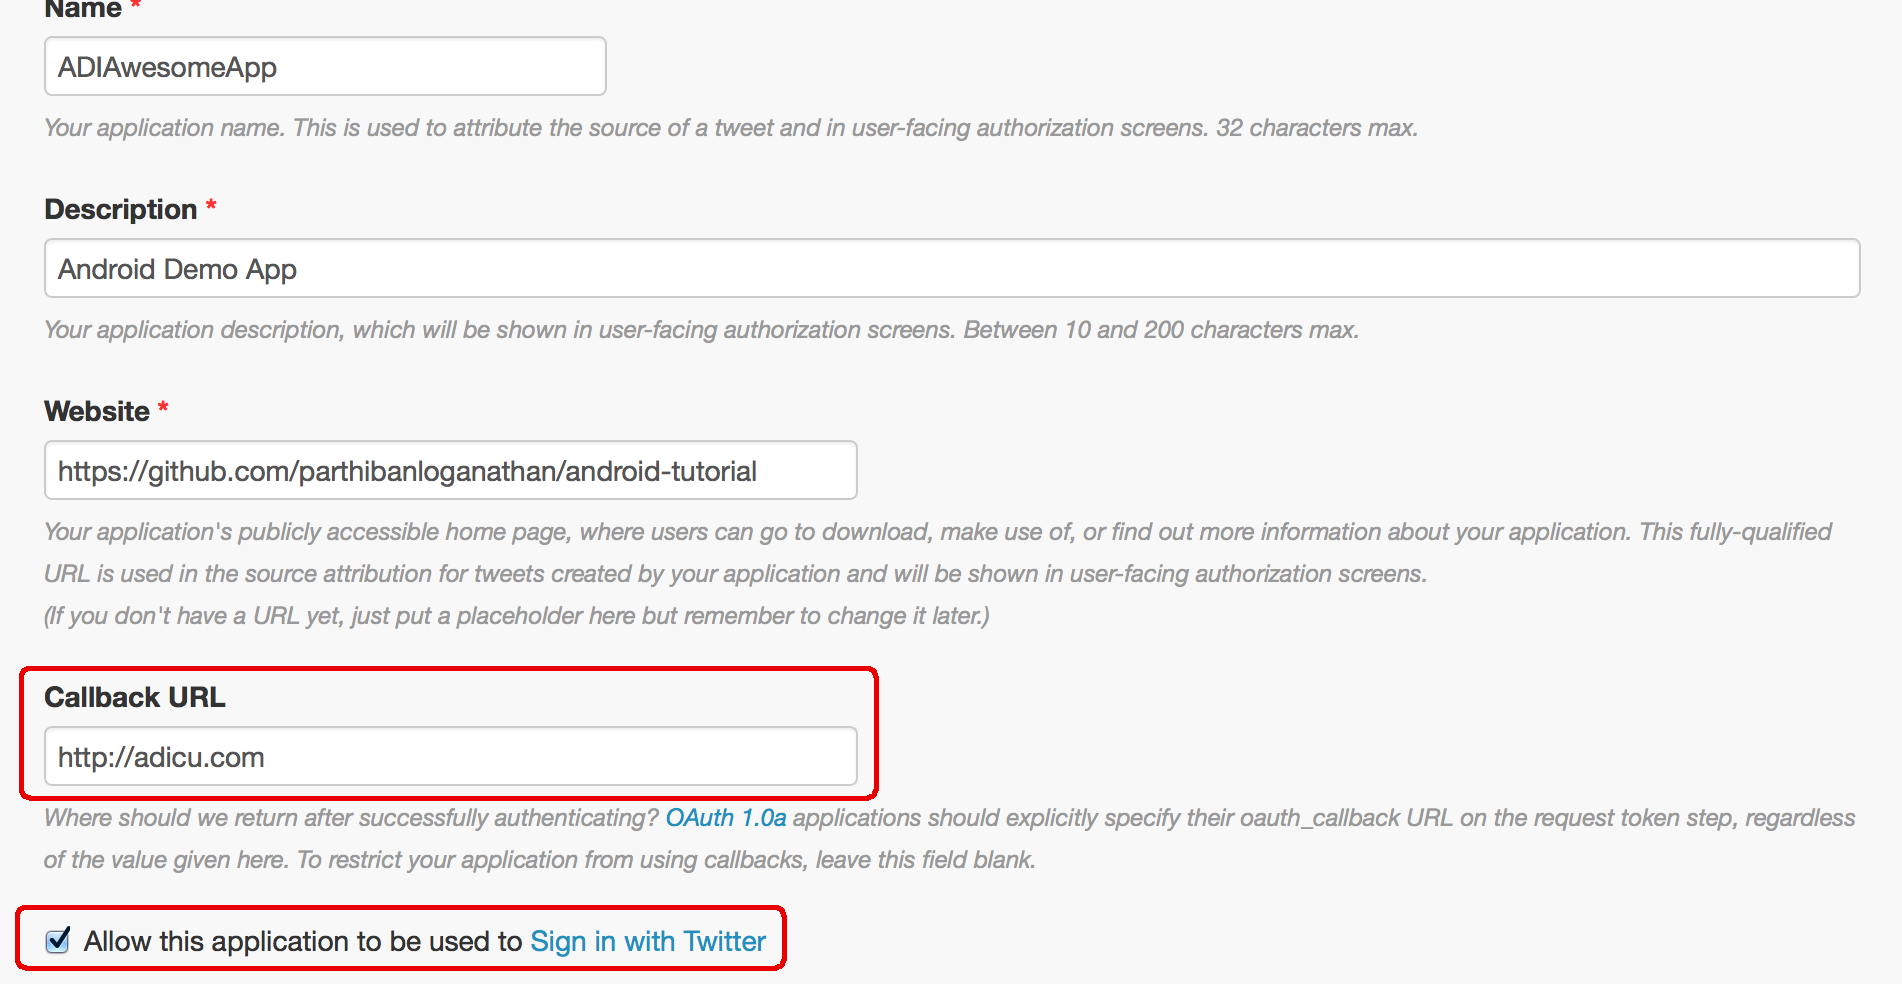 Name *
ADIAwesomeApp
Your application name. This is used to attribute the source of a tweet and in user-facing authorization screens. 32 characters max.
Description *
Android Demo App
Your application description, which will be shown in user-facing authorization screens. Between 10 and 200 characters max.
Website *
https://github.com/parthibanloganathan/android-tutorial
Your application's publicly accessible home page, where users can go to download, make use of, or find out more information about your application. This fully-qualified
URL is used in the source attribution for tweets created by your application and will be shown in user-facing authorization screens.
(If you don't have a URL yet, just put a placeholder here but remember to change it later.)
Callback URL
http://adicu.com
Where should we return after successfully authenticating? OAuth 1.0a applications should explicitly specify their oauth_callback URL on the request token step, regardless
of the value given here. To restrict your application from using callbacks, leave this field blank.
Allow this application to be used to Sign in with Twitter